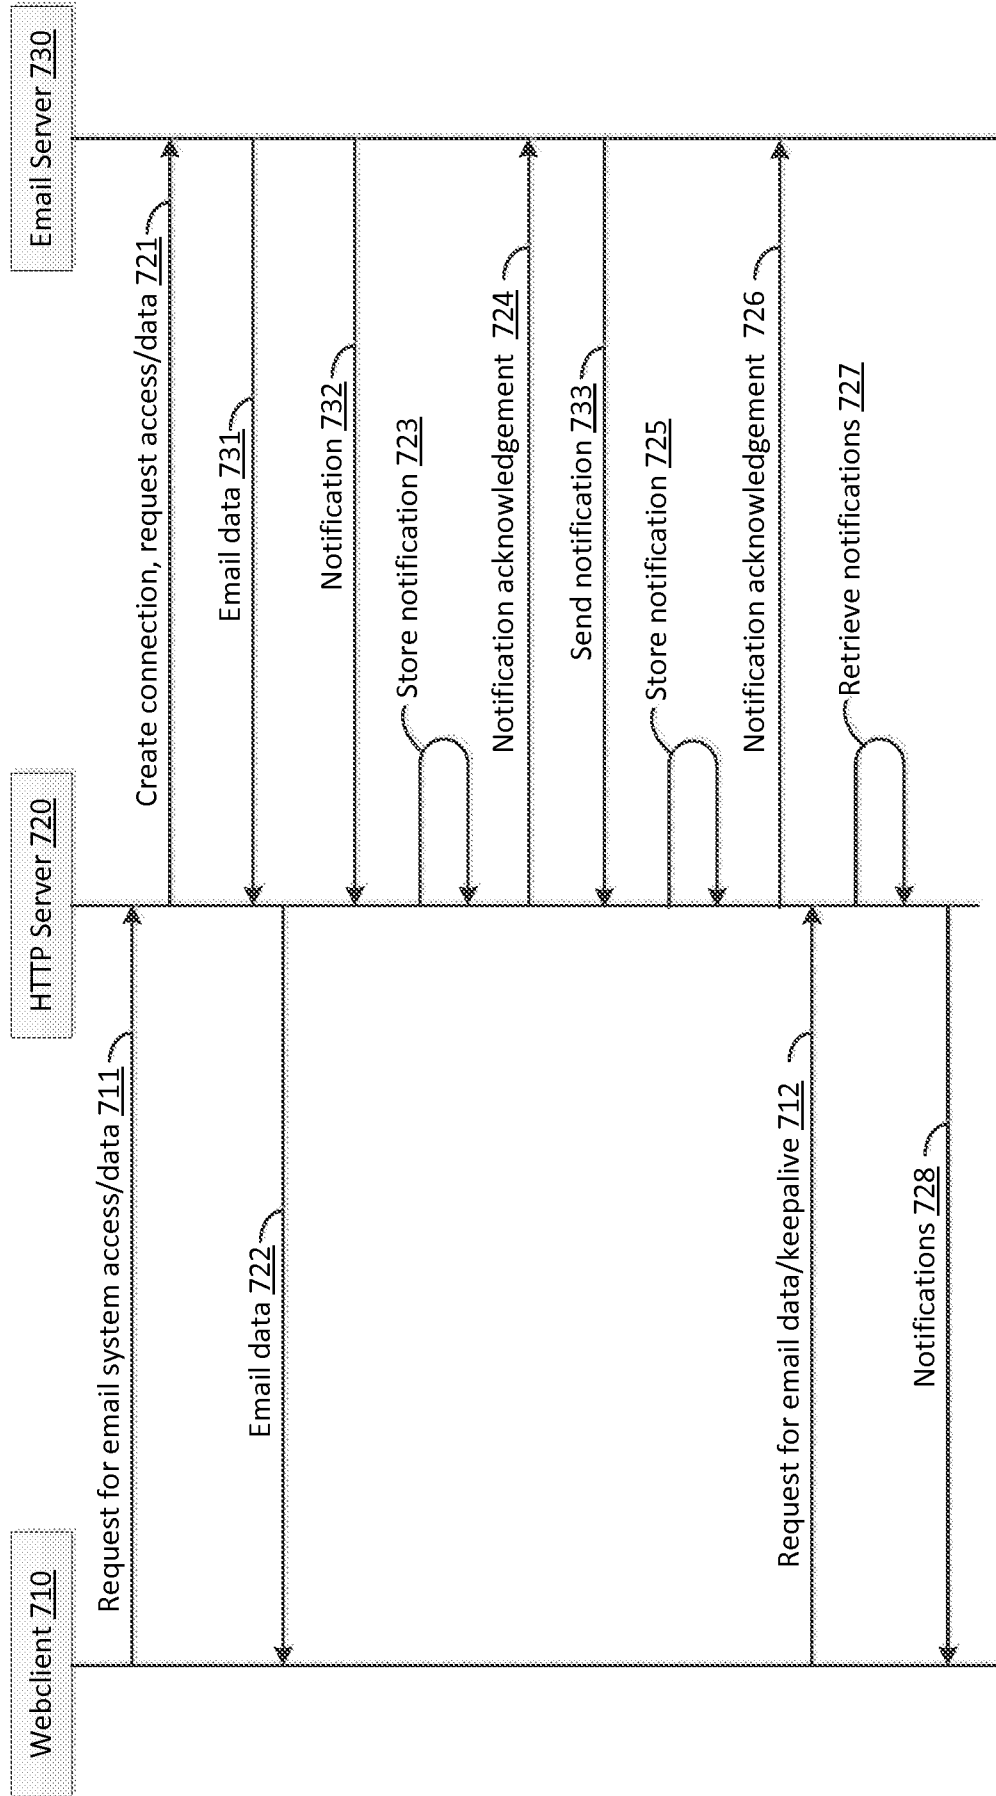 Webclient 710
HTTP Server 720
Email Server 730
Request for email system access/data 711
Create connection, request access/data 721
Email data 731
Email data 722
Notification 732
Store notification 723
Notification acknowledgement 724
Send notification 733
Store notification 725
Notification acknowledgement 726
Request for email data/keepalive 712
Retrieve notifications 727
Notifications 728